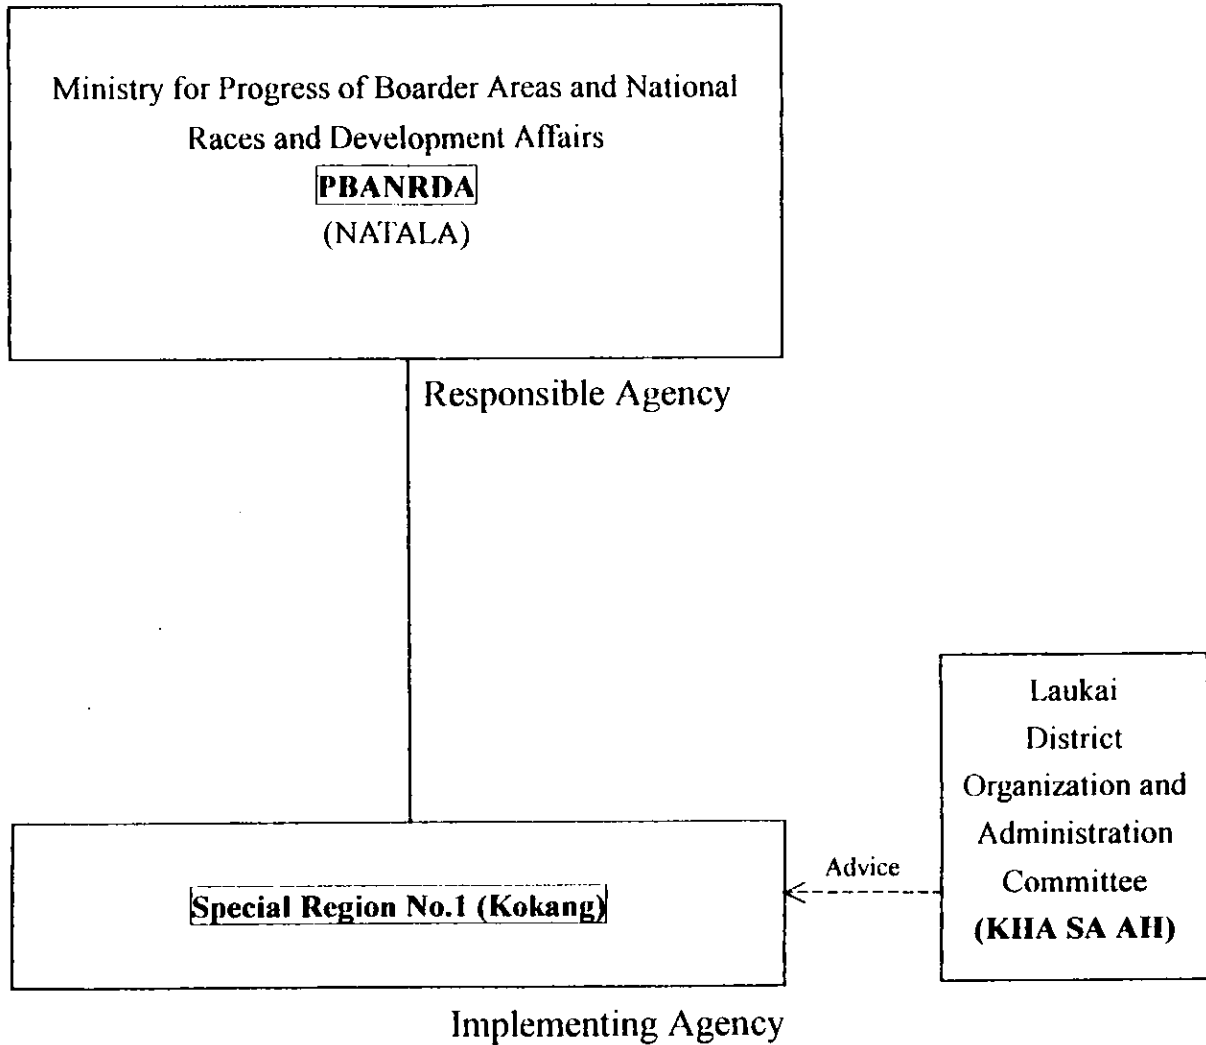 Ministry for Progress of Boarder Areas and National
Races and Development Affairs
PBANRDA
(NATALA)
Responsible Agency
Laukai
District
Organization and
Administration
Committee
(KHA SA AH)
Advice
Special Region No.1 (Kokang)
Implementing Agency